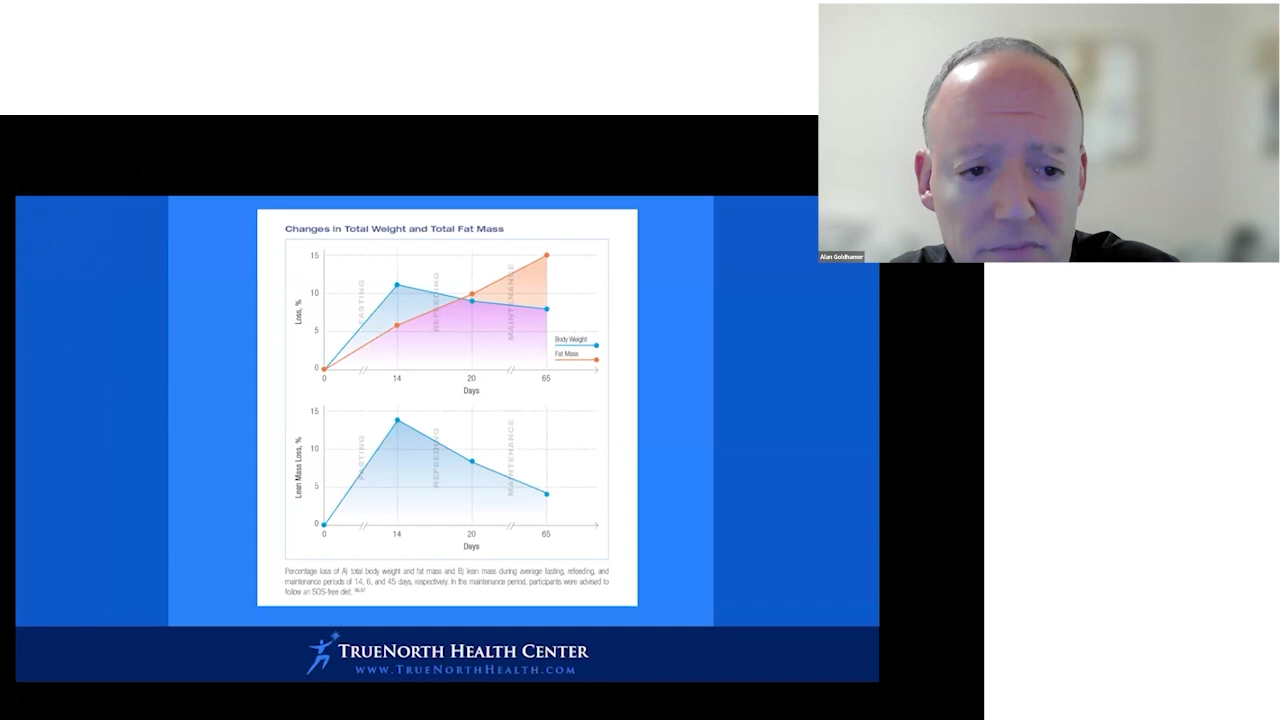 Alan Goldhamer
Changes in Total Weight and Total Fat Mass
15
10
5
0
Loss, %
FASTING
REFEEDING
MAINTENANCE
Body Weight
Fat Mass
0
14
20
65
Days
15
10
5
0
Lean Mass Loss, %
FASTING
REFEEDING
MAINTENANCE
0
14
20
65
Days
Percentage loss of A) total body weight and fat mass and B) lean mass during average fasting, refeeding, and
maintenance periods of 14, 6, and 45 days, respectively. In the maintenance period, participants were advised to
follow an SOS-free diet.
TRUENORTH HEALTH CENTER
WWW.TRUENORTHHEALTH.COM